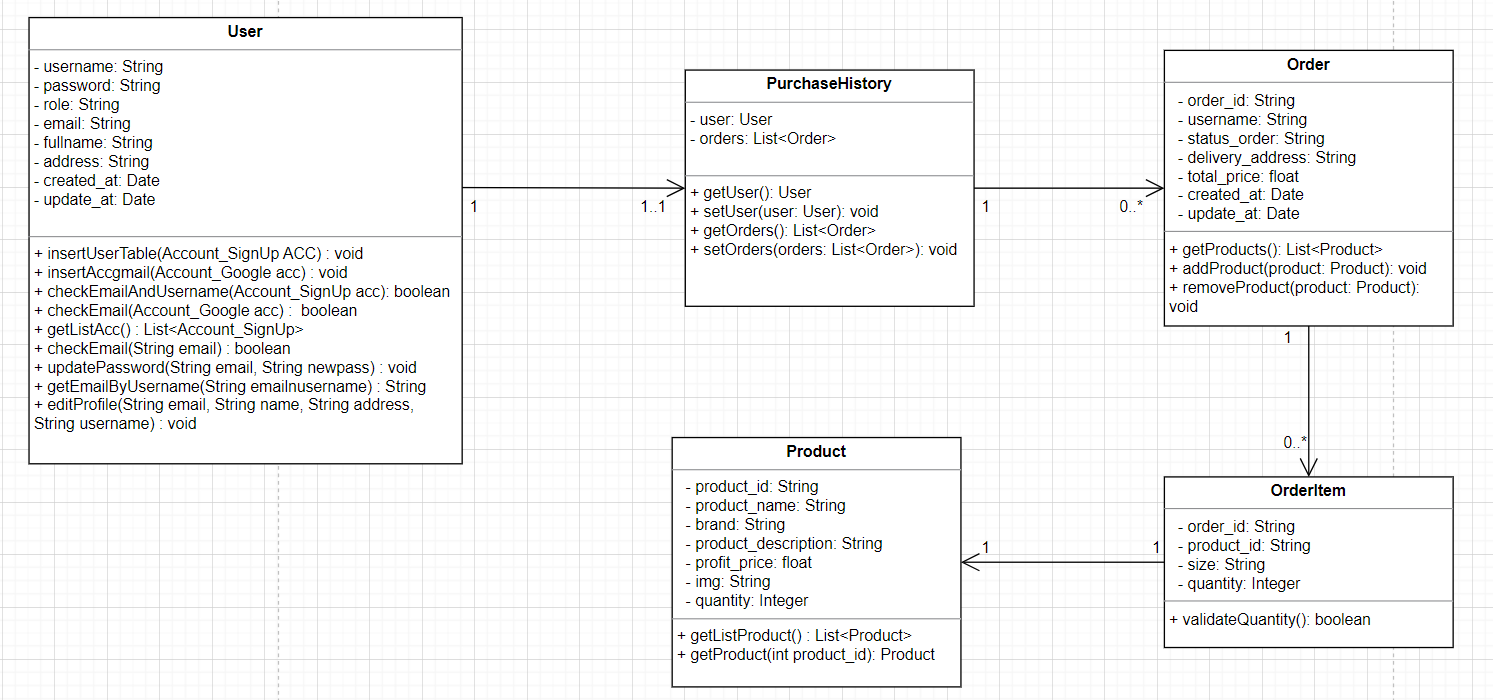 User
- username: String
- password: String
- role: String
- email: String
- fullname: String
- address: String
- created_at: Date
- update_at: Date
+ insertUserTable(Account_SignUp ACC) : void
+ insertAccgmail(Account_Google acc) : void
+ checkEmailAndUsername(Account_SignUp acc): boolean
+ checkEmail(Account_Google acc) : boolean
+ getListAcc() : List<Account_SignUp>
+ checkEmail(String email) : boolean
+ updatePassword(String email, String newpass) : void
+ getEmailByUsername(String emailnusername) : String
+ editProfile(String email, String name, String address,
String username) : void
1
1..1
PurchaseHistory
- user: User
- orders: List<Order>
+ getUser(): User
+ setUser(user: User): void
+ getOrders(): List<Order>
+ setOrders(orders: List<Order>): void
1
0..*
Order
- order_id: String
- username: String
- status_order: String
- delivery_address: String
- total_price: float
- created_at: Date
- update_at: Date
+ getProducts(): List<Product>
+ addProduct(product: Product): void
+ removeProduct(product: Product):
void
1
0..*
OrderItem
- order_id: String
- product_id: String
- size: String
- quantity: Integer
+ validateQuantity(): boolean
1
1
Product
- product_id: String
- product_name: String
- brand: String
- product_description: String
- profit_price: float
- img: String
- quantity: Integer
+ getListProduct() : List<Product>
+ getProduct(int product_id): Product